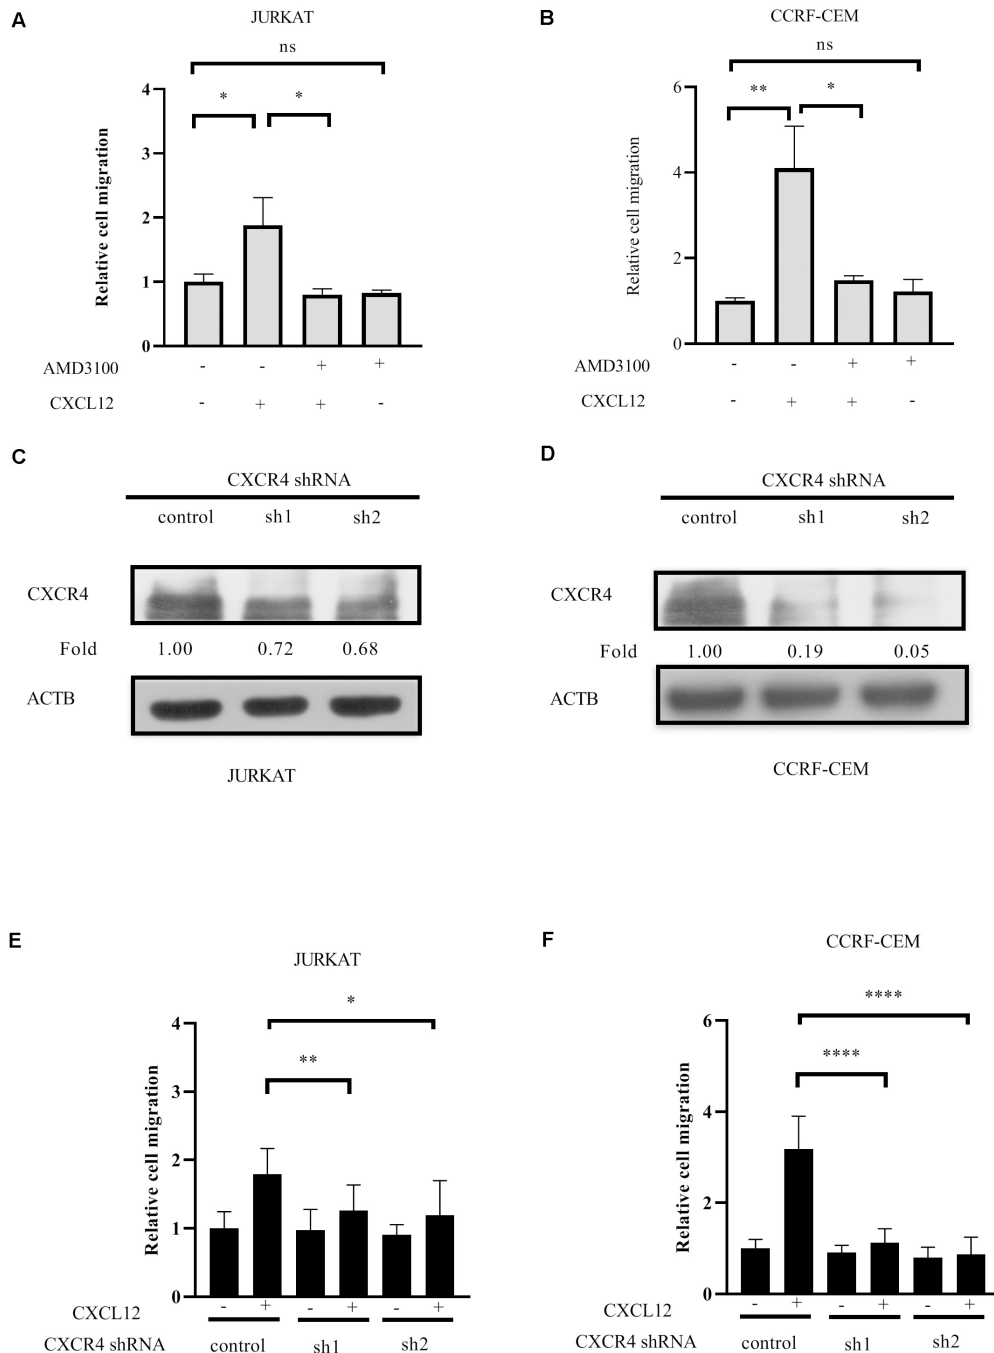 A
JURKAT
ns
*
*
4
3
2
1
0
Relative cell migration
AMD3100 - - + +
CXCL12 - + + -
B
CCRF-CEM
ns
**
*
6
4
2
0
Relative cell migration
AMD3100 - - + +
CXCL12 - + + -
C
CXCR4 shRNA
control sh1 sh2
CXCR4
Fold 1.00 0.72 0.68
ACTB
JURKAT
D
CXCR4 shRNA
control sh1 sh2
CXCR4
Fold 1.00 0.19 0.05
ACTB
CCRF-CEM
E
JURKAT
*
**
4
3
2
1
0
Relative cell migration
CXCL12 - + - + - +
CXCR4 shRNA control sh1 sh2
F
CCRF-CEM
****
****
6
4
2
0
Relative cell migration
CXCL12 - + - + - +
CXCR4 shRNA control sh1 sh2